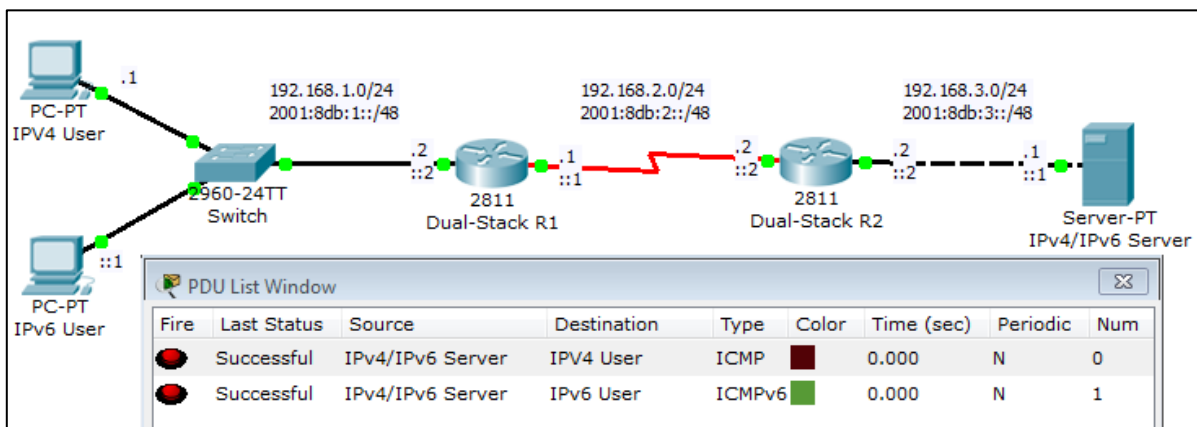 .1
PC-PT
IPV4 User
192.168.1.0/24
2001:8db:1::/48
192.168.2.0/24
2001:8db:2::/48
192.168.3.0/24
2001:8db:3::/48
2960-24TT
Switch
.2
::2
2811
Dual-Stack R1
.1
::1
.2
::2
2811
Dual-Stack R2
.2
::2
.1
::1
Server-PT
IPv4/IPv6 Server
::1
PC-PT
IPv6 User
PDU List Window
Fire Last Status Source Destination Type Color Time (sec) Periodic Num
Successful IPv4/IPv6 Server IPV4 User ICMP 0.000 N 0
Successful IPv4/IPv6 Server IPv6 User ICMPv6 0.000 N 1